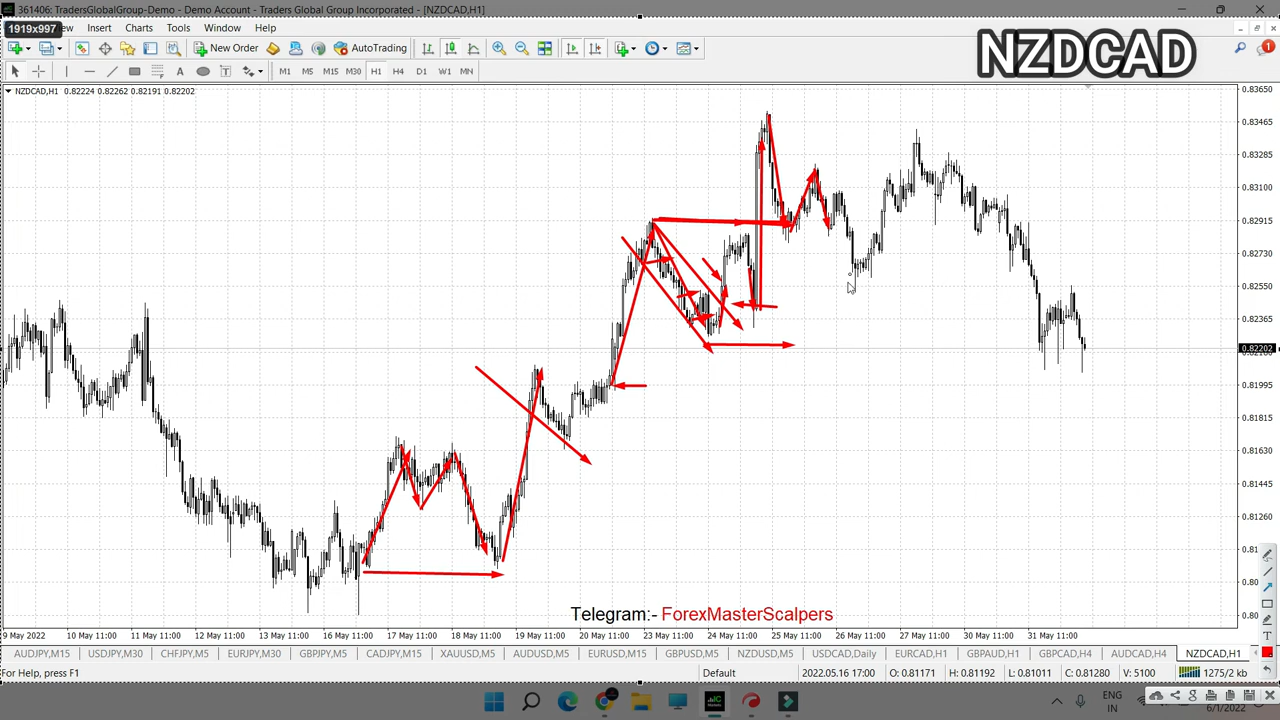 361406: TradersGlobalGroup-Demo - Demo Account - Traders Global Group Incorporated - [NZDCAD,H1]
1919x997
Insert Charts Tools Window Help
NZDCAD
New Order AutoTrading
1
A T M1 M5 M15 M30 H1 H4 D1 W1 MN
NZDCAD,H1 0.82224 0.82262 0.82191 0.82202
0.83650
0.83465
0.83285
0.83100
0.82915
0.82730
0.82550
0.82365
0.82202
0.81995
0.81815
0.81630
0.81445
0.81260
Telegram:- ForexMasterScalpers
9 May 2022 10 May 11:00 11 May 11:00 12 May 11:00 13 May 11:00 16 May 11:00 17 May 11:00 18 May 11:00 19 May 11:00 20 May 11:00 23 May 11:00 24 May 11:00 25 May 11:00 26 May 11:00 27 May 11:00 30 May 11:00 31 May 11:00
AUDJPY,M15 USDJPY,M30 CHFJPY,M5 EURJPY,M30 GBPJPY,M5 CADJPY,M15 XAUUSD,M5 AUDUSD,M5 EURUSD,M15 GBPUSD,M5 NZDUSD,M5 USDCAD,Daily EURCAD,H1 GBPAUD,H1 GBPCAD,H4 AUDCAD,H4 NZDCAD,H1
For Help, press F1 Default 2022.05.16 17:00 O: 0.81171 H: 0.81192 L: 0.81011 C: 0.81280 V: 5100 1275/2 kb
ENG
IN 6/1/2022